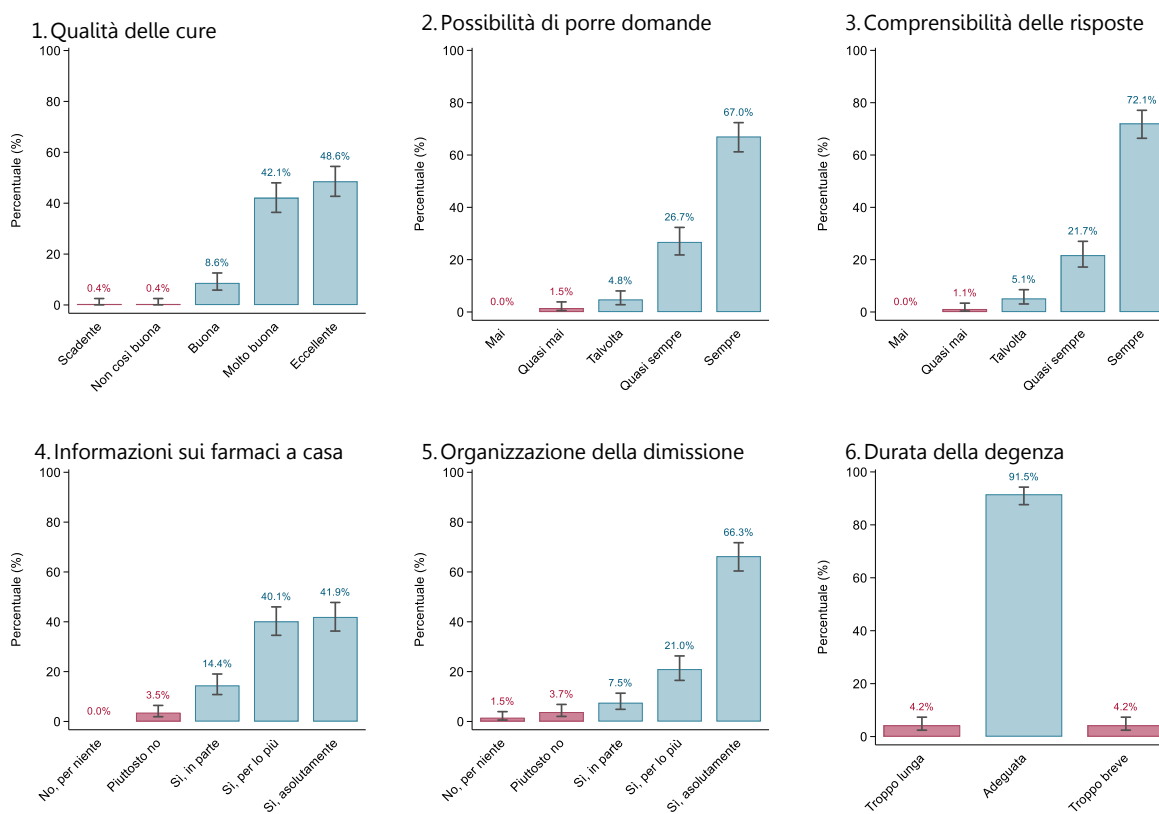 1. Qualità delle cure
Percentuale (%)
100
80
60
40
20
0
0.4%
0.4%
8.6%
42.1%
48.6%
Scadente
Non così buona
Buona
Molto buona
Eccellente
2. Possibilità di porre domande
Percentuale (%)
100
80
60
40
20
0
0.0%
1.5%
4.8%
26.7%
67.0%
Mai
Quasi mai
Talvolta
Quasi sempre
Sempre
3. Comprensibilità delle risposte
Percentuale (%)
100
80
60
40
20
0
0.0%
1.1%
5.1%
21.7%
72.1%
Mai
Quasi mai
Talvolta
Quasi sempre
Sempre
4. Informazioni sui farmaci a casa
Percentuale (%)
100
80
60
40
20
0
0.0%
3.5%
14.4%
40.1%
41.9%
No, per niente
Piuttosto no
Sì, in parte
Sì, per lo più
Sì, asolutamente
5. Organizzazione della dimissione
Percentuale (%)
100
80
60
40
20
0
1.5%
3.7%
7.5%
21.0%
66.3%
No, per niente
Piuttosto no
Sì, in parte
Sì, per lo più
Sì, asolutamente
6. Durata della degenza
Percentuale (%)
100
80
60
40
20
0
4.2%
91.5%
4.2%
Troppo lunga
Adeguata
Troppo breve